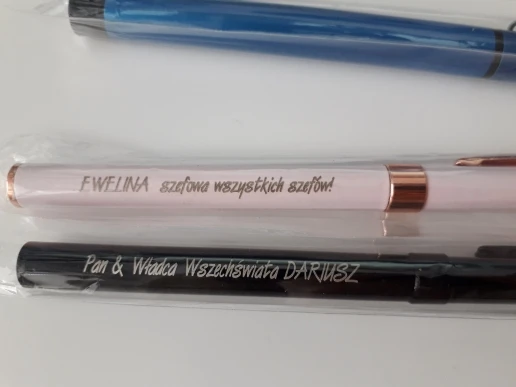 EWELINA szefowa wszystkich szefów!
Pan & Władca Wszechświata DARIUSZ